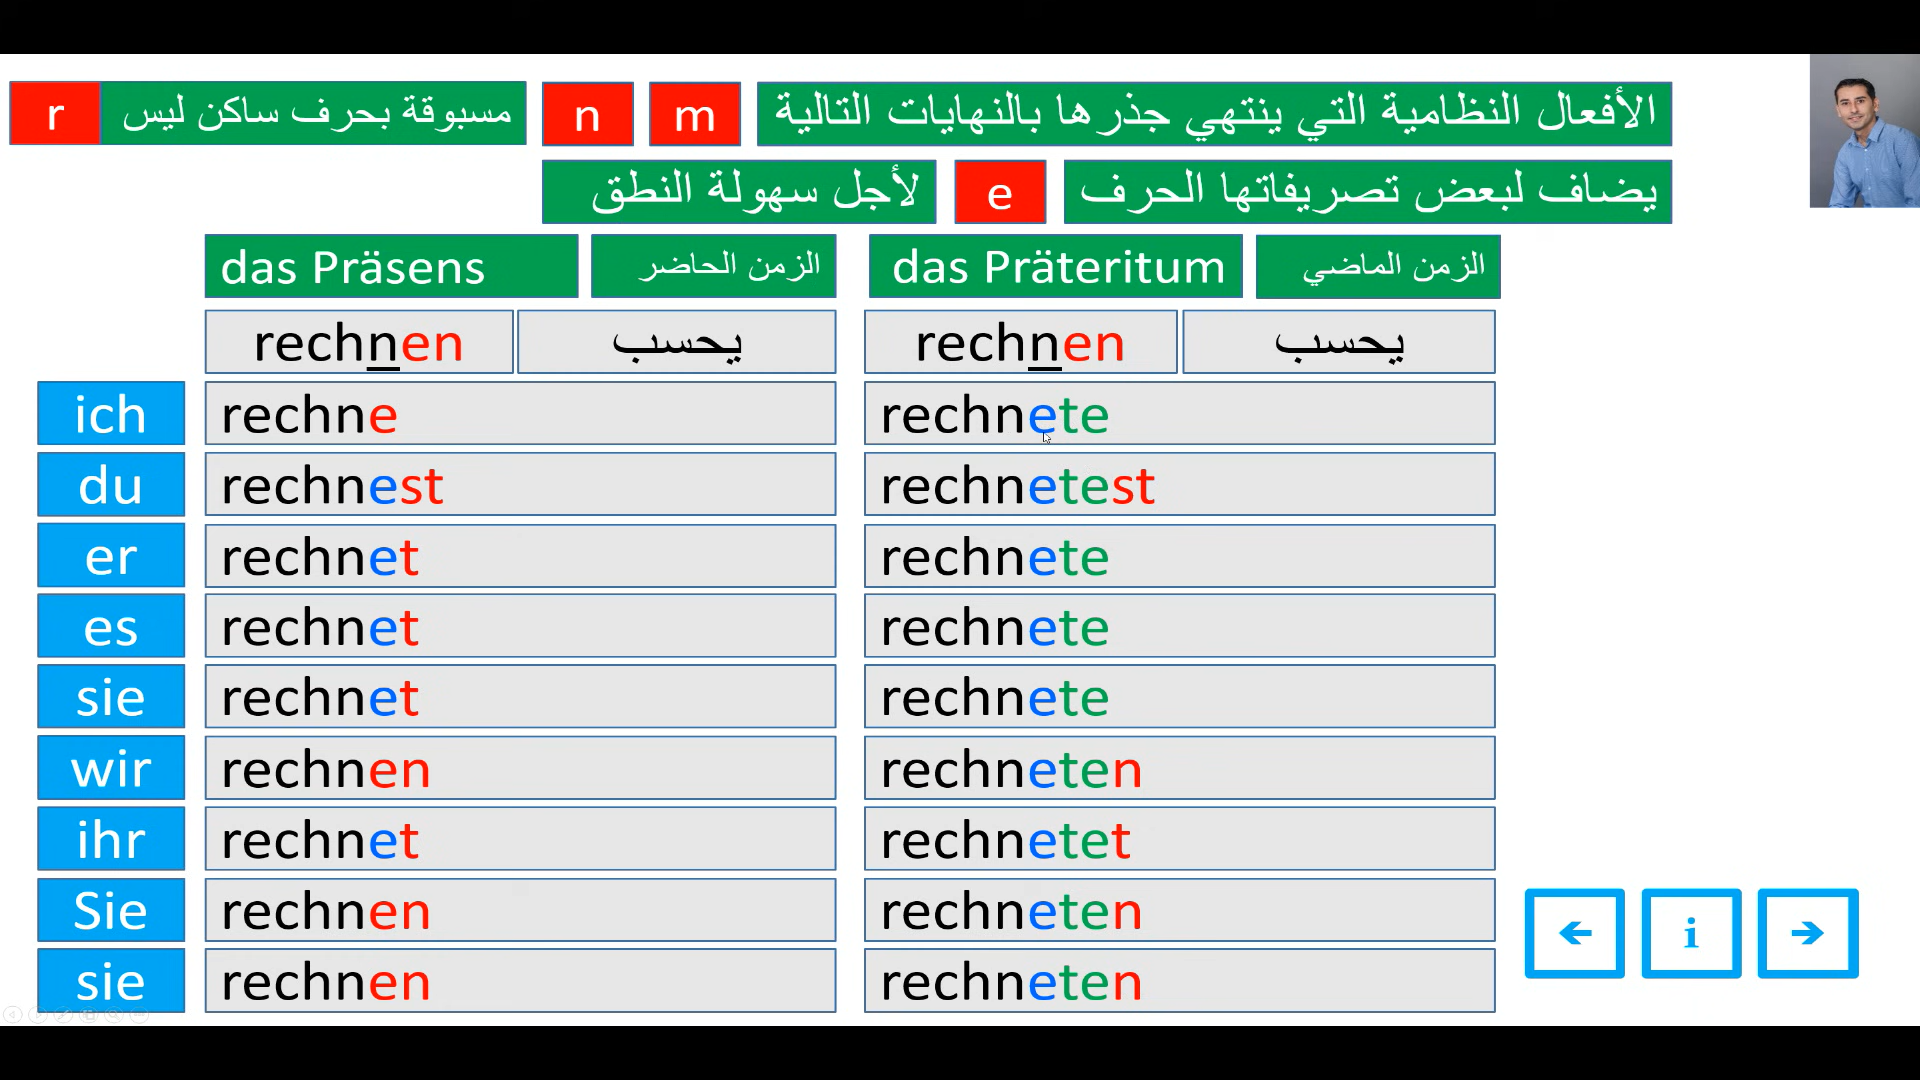 الأفعال النظامية التي ينتهي جذرها بالنهايات التالية m n مسبوقة بحرف ساكن ليس r
يضاف لبعض تصريفاتها الحرف e لأجل سهولة النطق
das Präsens الزمن الحاضر das Präteritum الزمن الماضي
rechnen يحسب rechnen يحسب
ich rechne rechnete
du rechnest rechnetest
er rechnet rechnete
es rechnet rechnete
sie rechnet rechnete
wir rechnen rechneten
ihr rechnet rechnetet
Sie rechnen rechneten
sie rechnen rechneten
i